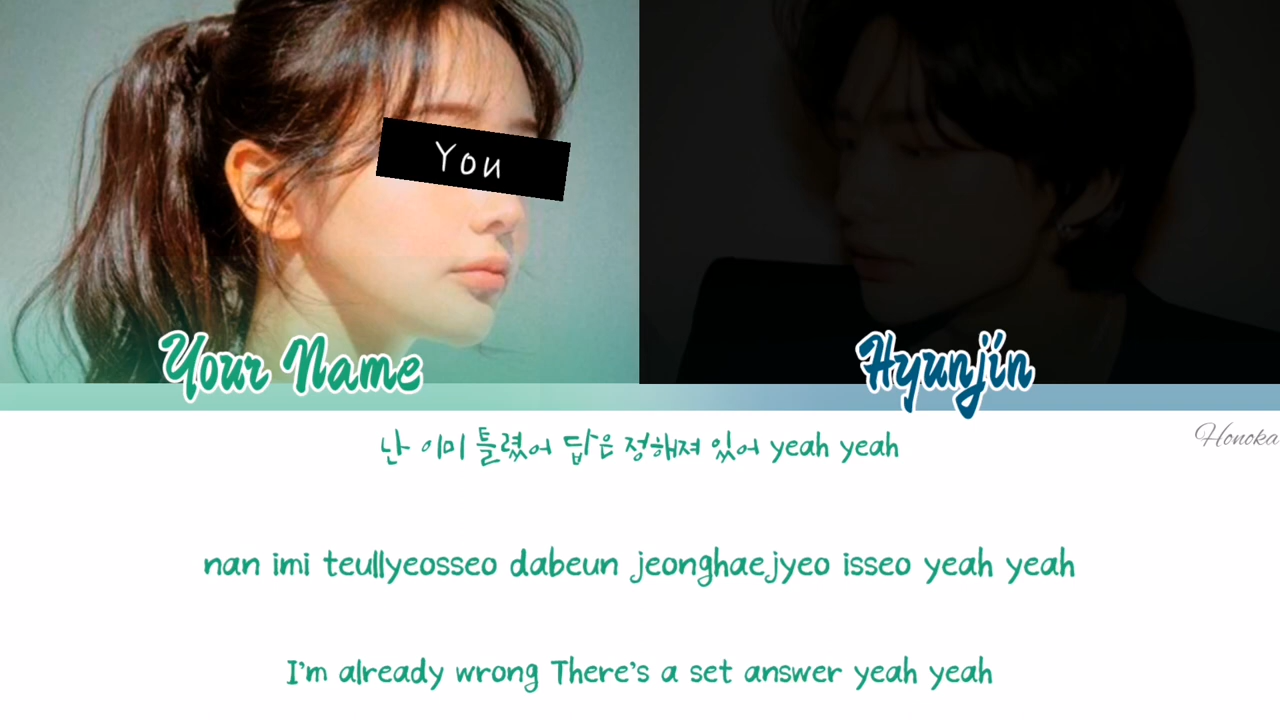 You
Your Name
Hyunjin
Honoka
난 이미 틀렸어 답은 정해져 있어 yeah yeah
nan imi teullyeosseo dabeun jeonghaejyeo isseo yeah yeah
I'm already wrong There's a set answer yeah yeah